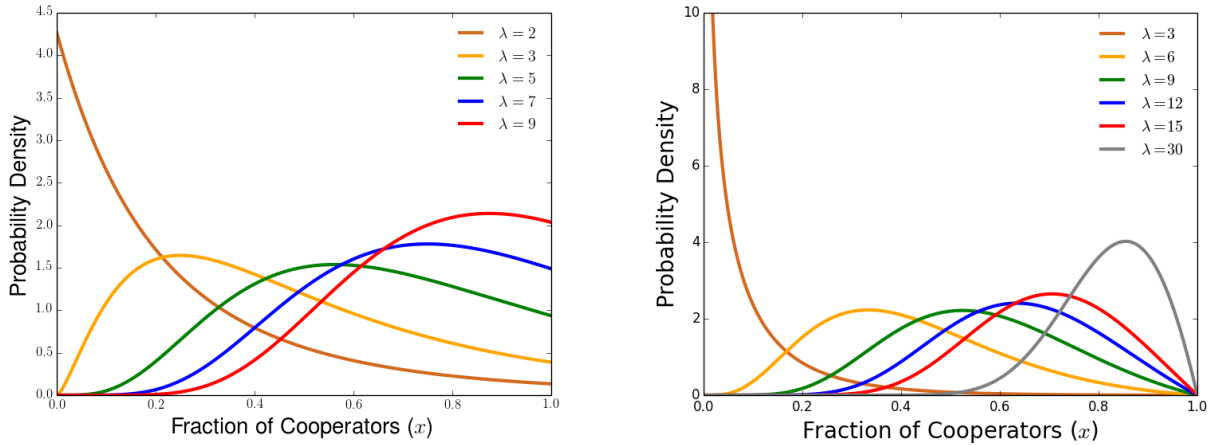 4.5
4.0
3.5
3.0
2.5
2.0
1.5
1.0
0.5
0.0
0.0
0.2
0.4
0.6
0.8
1.0
Probability Density
Fraction of Cooperators (x)
λ = 2
λ = 3
λ = 5
λ = 7
λ = 9
10
8
6
4
2
0
0.0
0.2
0.4
0.6
0.8
1.0
Probability Density
Fraction of Cooperators (x)
λ = 3
λ = 6
λ = 9
λ = 12
λ = 15
λ = 30